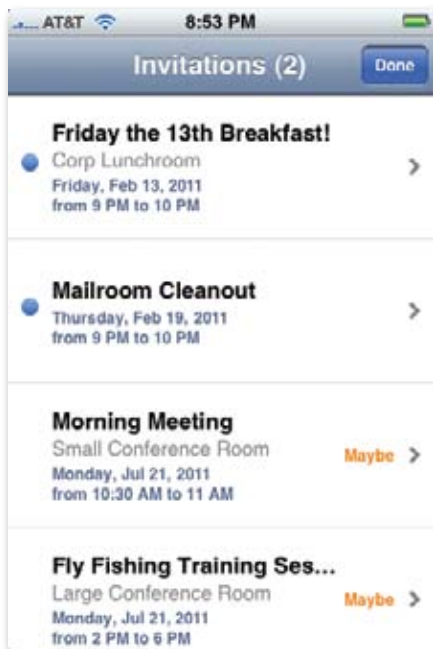 AT&T 8:53 PM
Invitations (2) Done
Friday the 13th Breakfast!
Corp Lunchroom
Friday, Feb 13, 2011
from 9 PM to 10 PM
Mailroom Cleanout
Thursday, Feb 19, 2011
from 9 PM to 10 PM
Morning Meeting
Small Conference Room
Maybe
Monday, Jul 21, 2011
from 10:30 AM to 11 AM
Fly Fishing Training Ses...
Large Conference Room
Maybe
Monday, Jul 21, 2011
from 2 PM to 6 PM